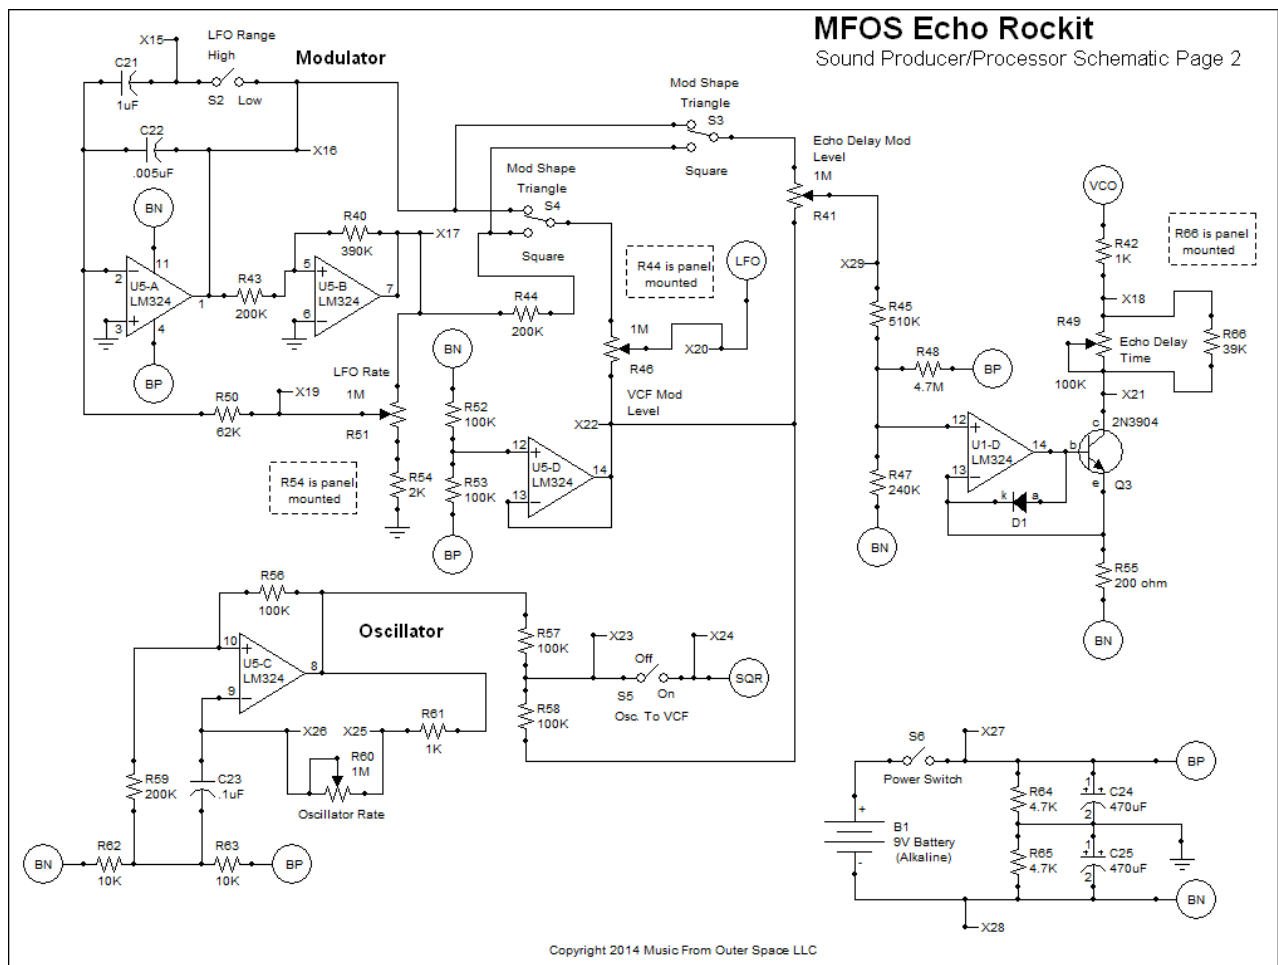 MFOS Echo Rockit
Sound Producer/Processor Schematic Page 2
X15
LFO Range
High
Modulator
C21
1uF
S2 Low
C22
.005uF
X16
BN
11
2
U5-A
LM324
1
3
4
BP
R43
200K
R40
390K
5
U5-B
LM324
7
6
X17
Mod Shape
Triangle
S4
Square
Mod Shape
Triangle
S3
Square
Echo Delay Mod
Level
1M
R41
R44 is panel
mounted
LFO
R44
200K
1M
R46
X20
VCF Mod
Level
X22
LFO Rate
1M
R51
X19
R50
62K
R54 is panel
mounted
R54
2K
BN
R52
100K
R53
100K
BP
12
U5-D
LM324
14
13
X29
R45
510K
R48
4.7M
BP
R47
240K
BN
12
U1-D
LM324
14
13
k
a
D1
VCO
R42
1K
R66 is panel
mounted
X18
R49
Echo Delay
Time
100K
R66
39K
X21
c
2N3904
b
e
Q3
R55
200 ohm
BN
R56
100K
Oscillator
10
U5-C
LM324
8
9
R57
100K
R58
100K
X23
X24
Off
S5
On
Osc. To VCF
SQR
X26
X25
R61
1K
R60
1M
Oscillator Rate
R59
200K
C23
.1uF
BN
R62
10K
R63
10K
BP
S6
Power Switch
X27
BP
B1
9V Battery
(Alkaline)
+
-
R64
4.7K
1
+ +
2
C24
470uF
R65
4.7K
1
+ +
2
C25
470uF
BN
X28
Copyright 2014 Music From Outer Space LLC